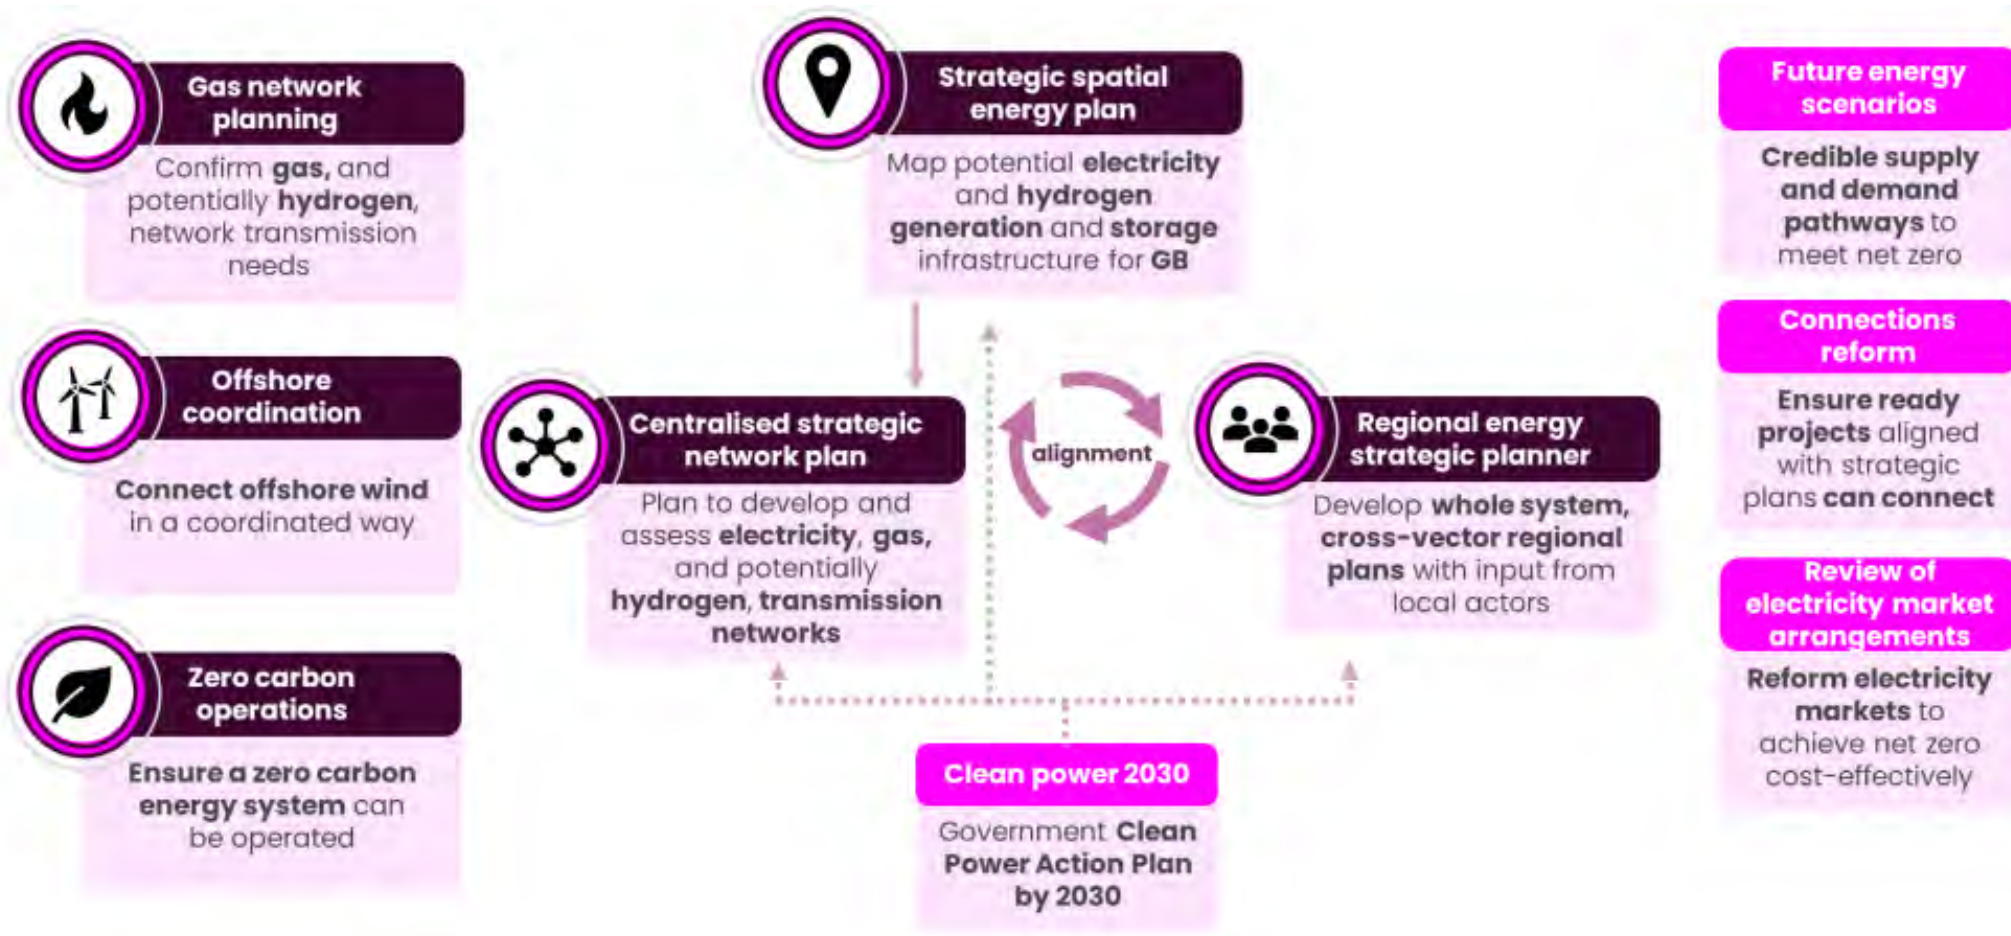 Gas network
planning
Confirm gas, and
potentially hydrogen,
network transmission
needs
Offshore
coordination
Connect offshore wind
in a coordinated way
Zero carbon
operations
Ensure a zero carbon
energy system can
be operated
Strategic spatial
energy plan
Map potential electricity
and hydrogen
generation and storage
infrastructure for GB
Centralised strategic
network plan
Plan to develop and
assess electricity, gas,
and potentially
hydrogen, transmission
networks
alignment
Regional energy
strategic planner
Develop whole system,
cross-vector regional
plans with input from
local actors
Clean power 2030
Government Clean
Power Action Plan
by 2030
Future energy
scenarios
Credible supply
and demand
pathways to
meet net zero
Connections
reform
Ensure ready
projects aligned
with strategic
plans can connect
Review of
electricity market
arrangements
Reform electricity
markets to
achieve net zero
cost-effectively